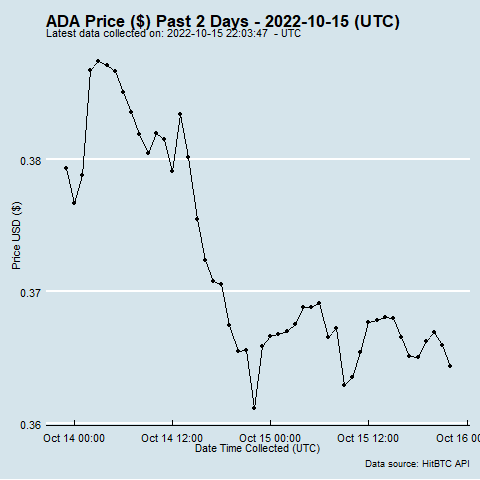 ADA Price ($) Past 2 Days - 2022-10-15 (UTC)
Latest data collected on: 2022-10-15 22:03:47  - UTC
Price USD ($)
0.38
0.37
0.36
Oct 14 00:00
Oct 14 12:00
Oct 15 00:00
Oct 15 12:00
Oct 16 00
Date Time Collected (UTC)
Data source: HitBTC API